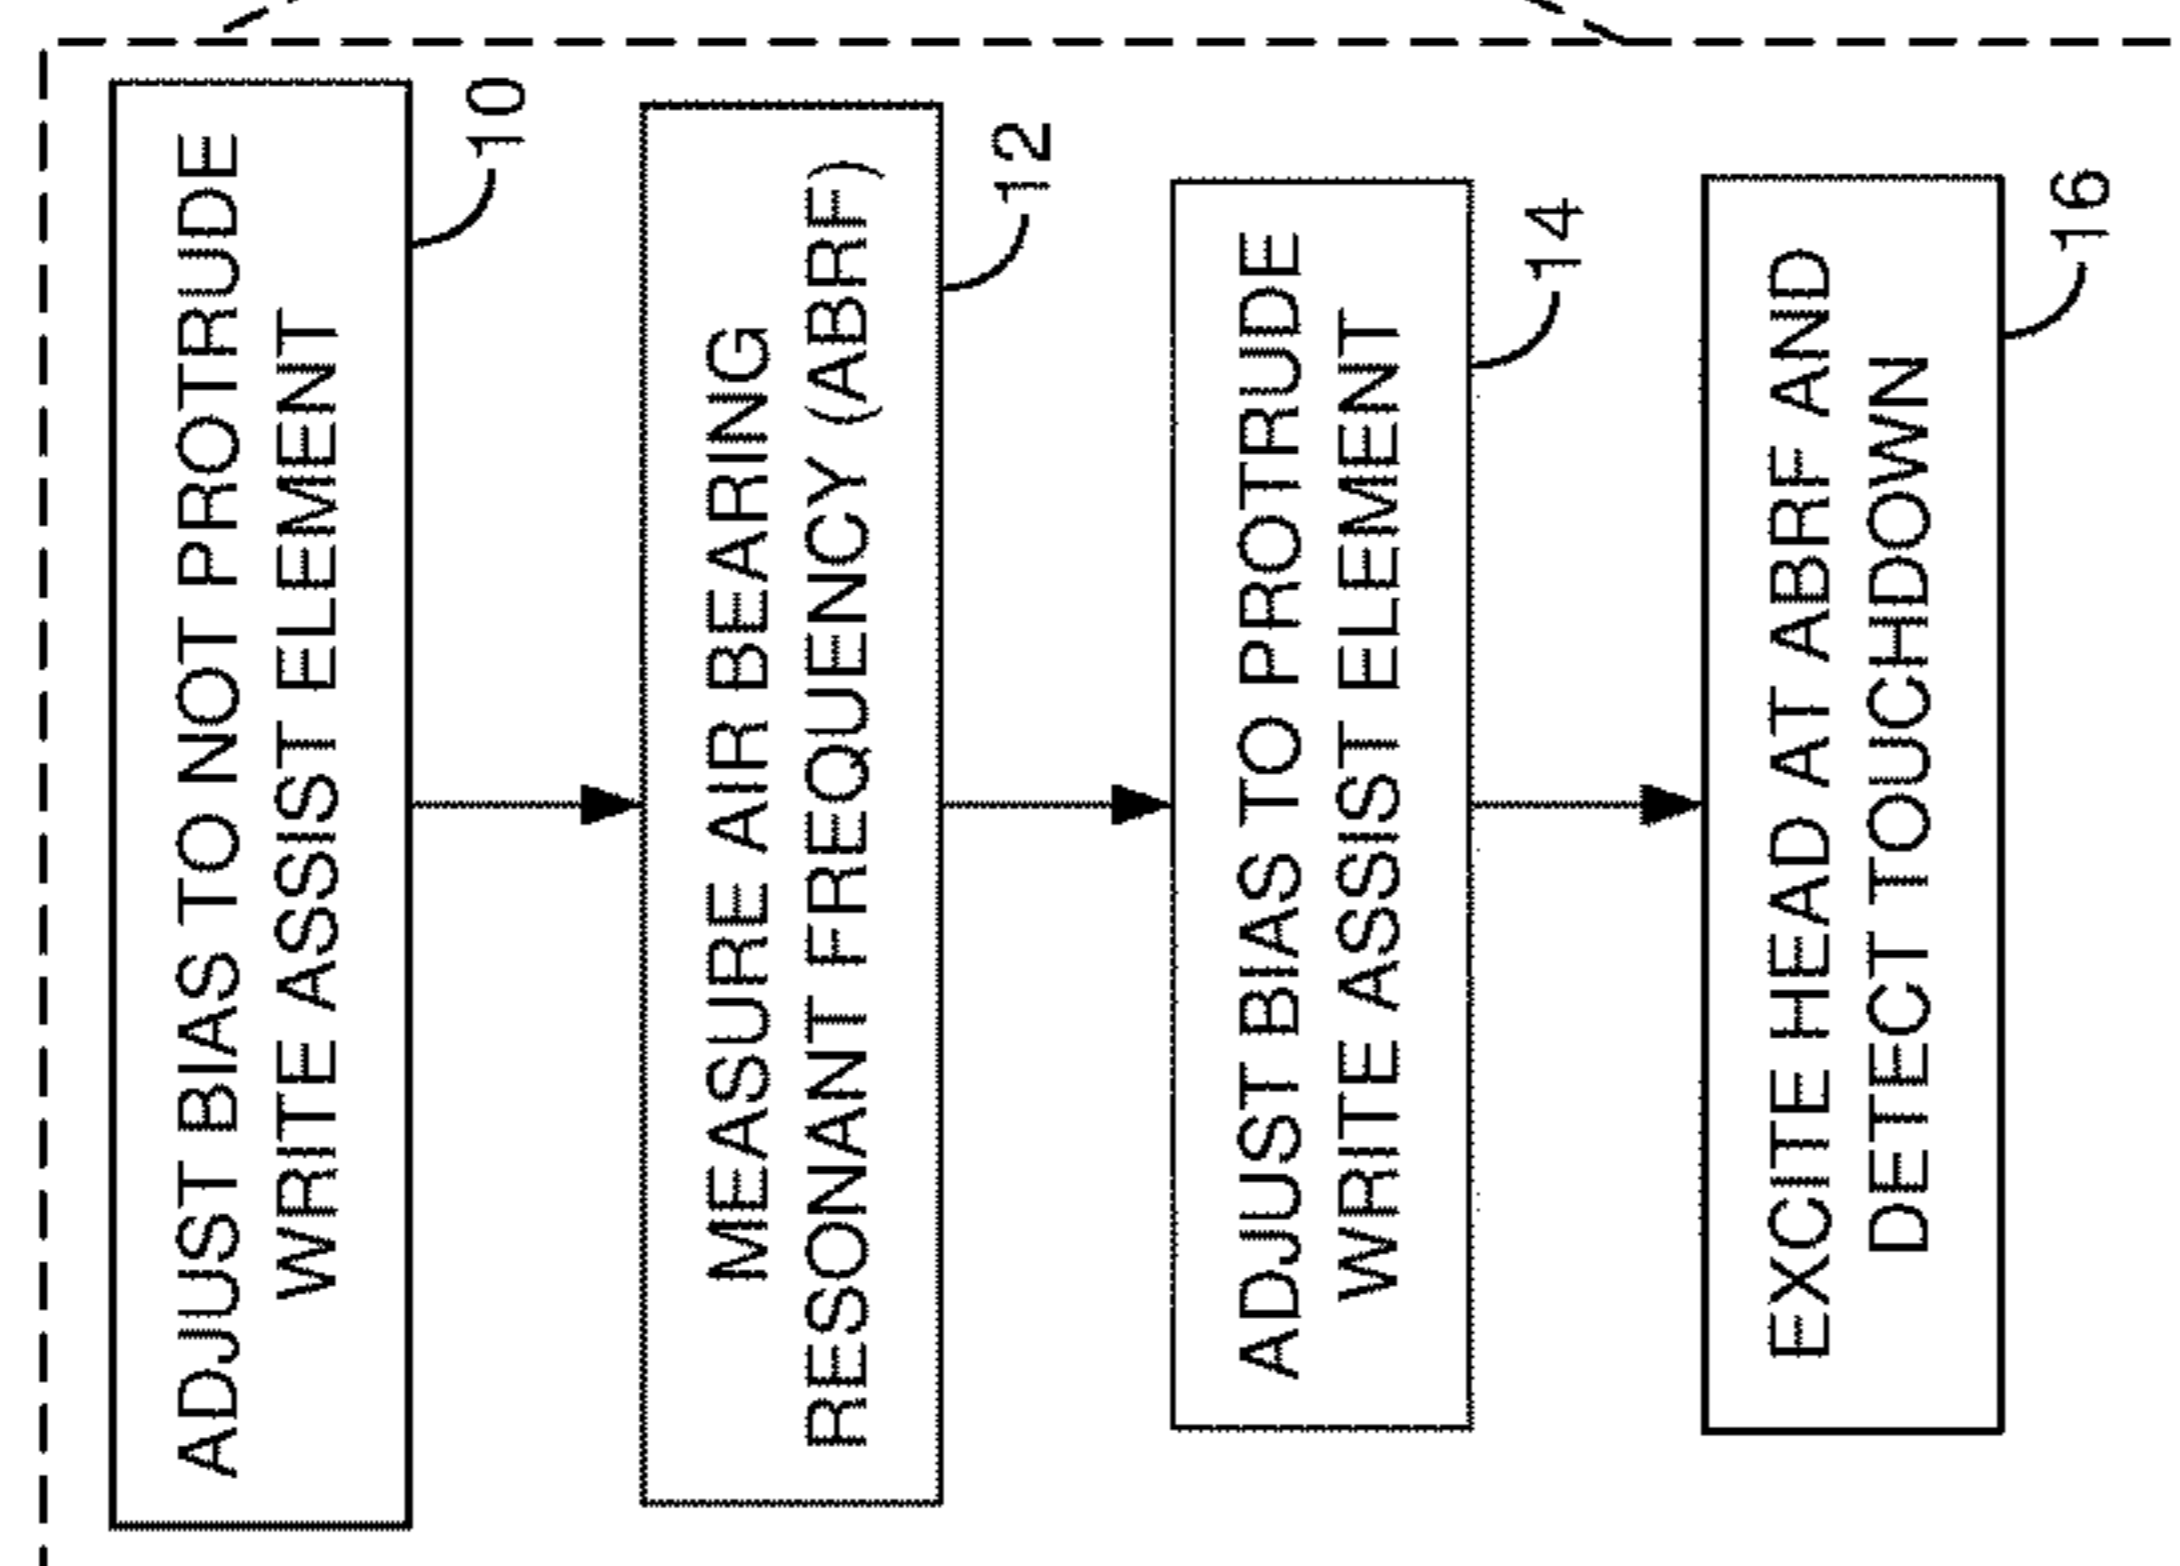 ADJUST BIAS TO NOT PROTRUDE
WRITE ASSIST ELEMENT
10
MEASURE AIR BEARING
RESONANT FREQUENCY (ABRF)
12
ADJUST BIAS TO PROTRUDE
WRITE ASSIST ELEMENT
14
EXCITE HEAD AT ABRF AND
DETECT TOUCHDOWN
16